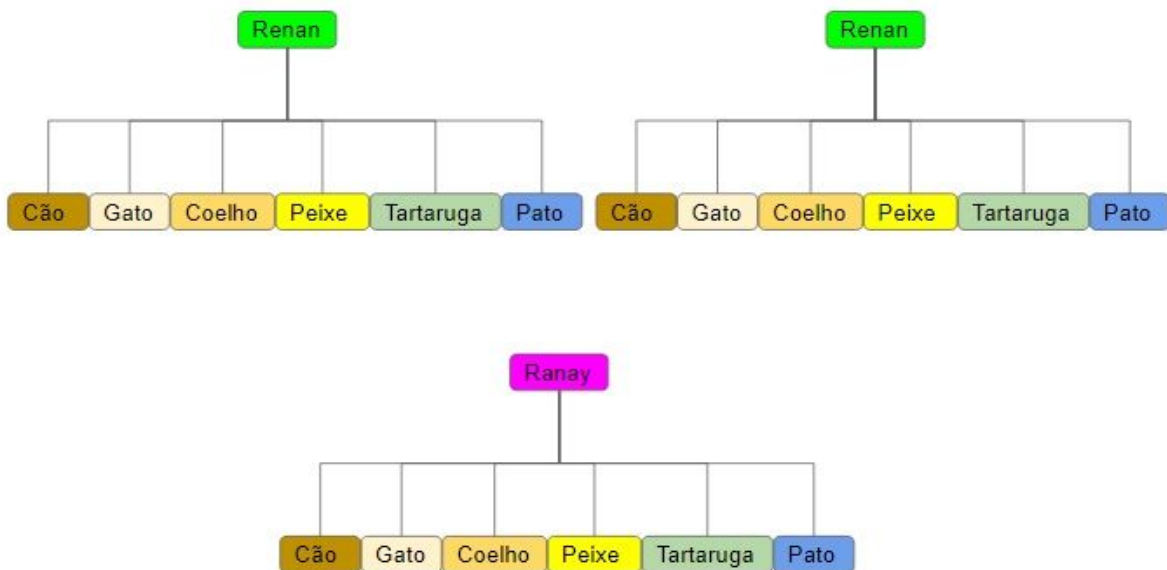 Renan Renan
Cão Gato Coelho Peixe Tartaruga Pato Cão Gato Coelho Peixe Tartaruga Pato
Ranay
Cão Gato Coelho Peixe Tartaruga Pato